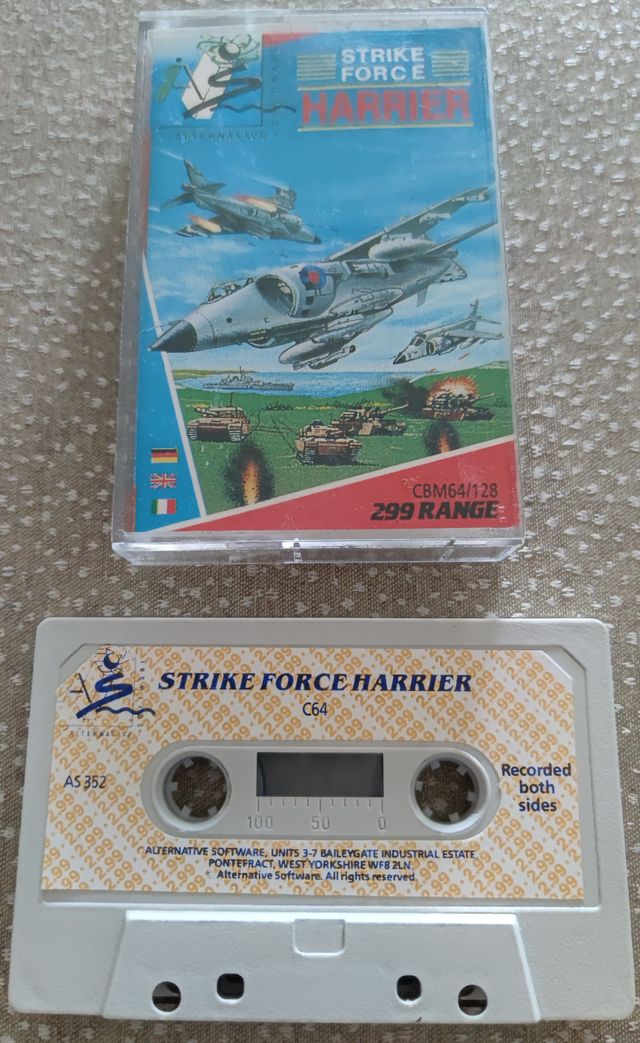 STRIKE
FORCE
HARRIER
ALTERNATIVE
CBM64/128
299 RANGE
STRIKE FORCE HARRIER
C64
ALTERNATIVE
AS 352
Recorded
both
sides
100 50 0
ALTERNATIVE SOFTWARE, UNITS 3-7 BAILEYGATE INDUSTRIAL ESTATE,
PONTEFRACT, WEST YORKSHIRE WF8 2LN
Alternative Software. All rights reserved.